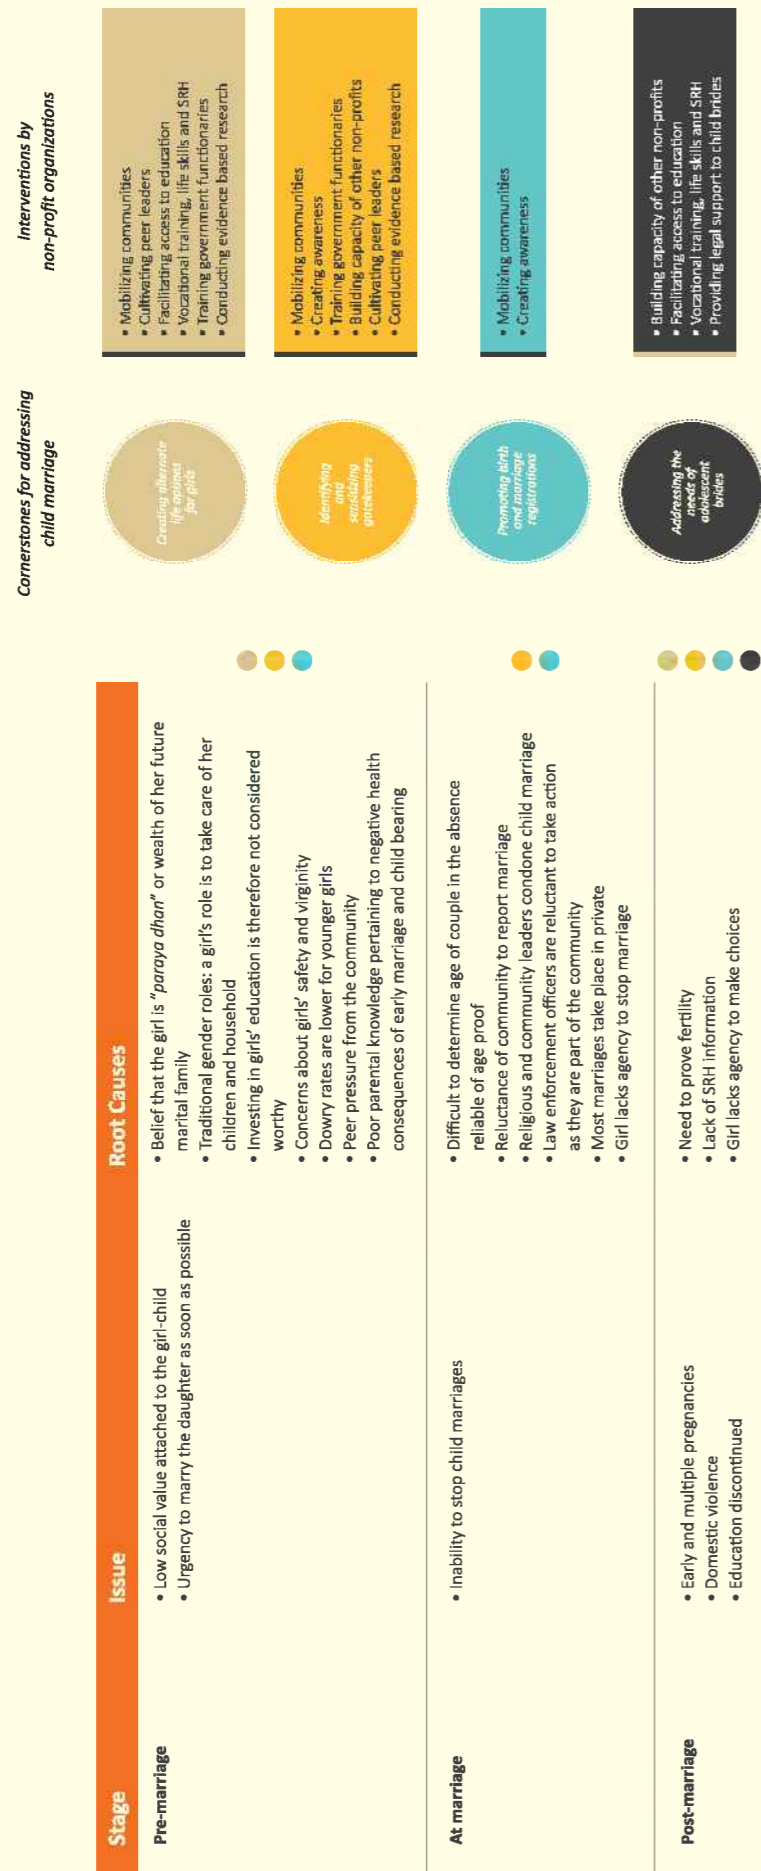 Stage
Issue
Root Causes
Pre-marriage
• Low social value attached to the girl-child
• Urgency to marry the daughter as soon as possible
• Belief that the girl is “paraya dhan” or wealth of her future
marital family
• Traditional gender roles: a girl’s role is to take care of her
children and household
• Investing in girls’ education is therefore not considered
worthy
• Concerns about girls’ safety and virginity
• Dowry rates are lower for younger girls
• Peer pressure from the community
• Poor parental knowledge pertaining to negative health
consequences of early marriage and child bearing
At marriage
• Inability to stop child marriages
• Difficult to determine age of couple in the absence
reliable of age proof
• Reluctance of community to report marriage
• Religious and community leaders condone child marriage
• Law enforcement officers are reluctant to take action
as they are part of the community
• Most marriages take place in private
• Girl lacks agency to stop marriage
Post-marriage
• Early and multiple pregnancies
• Domestic violence
• Education discontinued
• Need to prove fertility
• Lack of SRH information
• Girl lacks agency to make choices
Cornerstones for addressing
child marriage
Creating alternate
life options
for girls
Identifying
and
sensitizing
gatekeepers
Promoting birth
and marriage
registrations
Addressing the
needs of
adolescent
brides
Interventions by
non-profit organizations
• Mobilizing communities
• Cultivating peer leaders
• Facilitating access to education
• Vocational training, life skills and SRH
• Training government functionaries
• Conducting evidence based research
• Mobilizing communities
• Creating awareness
• Training government functionaries
• Building capacity of other non-profits
• Cultivating peer leaders
• Conducting evidence based research
• Mobilizing communities
• Creating awareness
• Building capacity of other non-profits
• Facilitating access to education
• Vocational training, life skills and SRH
• Providing legal support to child brides